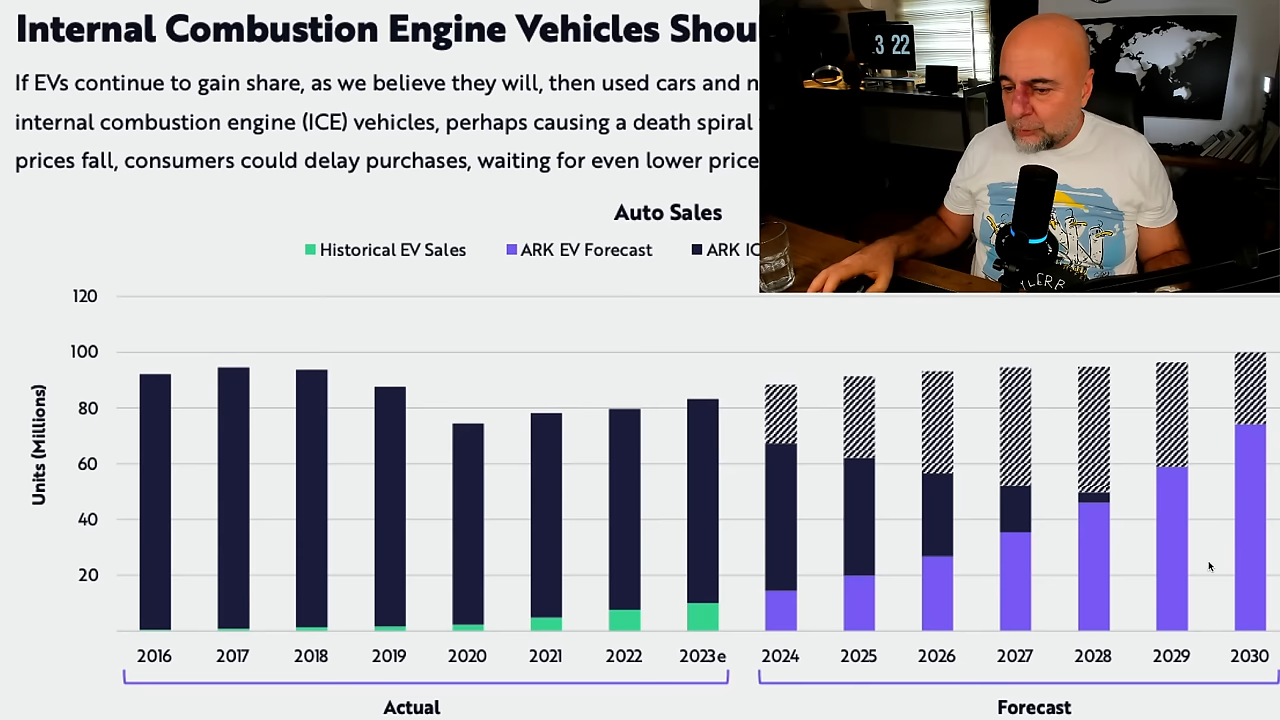 Internal Combustion Engine Vehicles Shou
If EVs continue to gain share, as we believe they will, then used cars and n
internal combustion engine (ICE) vehicles, perhaps causing a death spiral
prices fall, consumers could delay purchases, waiting for even lower price
3 22
Auto Sales
Historical EV Sales ARK EV Forecast ARK IC
120
100
80
60
40
20
Units (Millions)
2016 2017 2018 2019 2020 2021 2022 2023e 2024 2025 2026 2027 2028 2029 2030
Actual Forecast